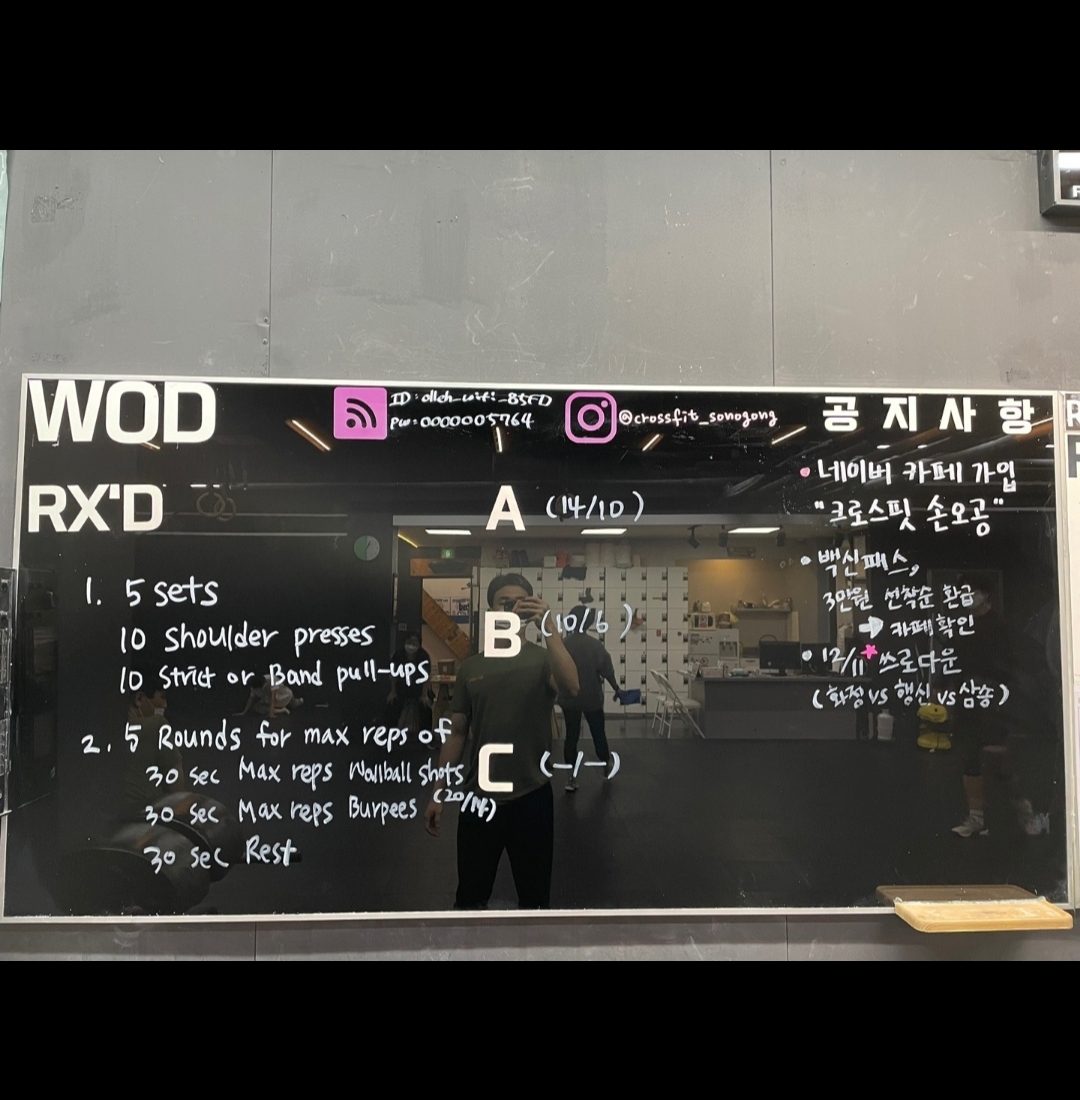 WOD
ID : olleh_wifi_85FD
PW : 0000005764
@crossfit_sonogong
공지사항
RX'D
1. 5 sets
10 Shoulder presses
10 Strict or Band pull-ups
2. 5 Rounds for max reps of
30 sec Max reps Wallball shots
(20/14)
30 sec Max reps Burpees
30 sec Rest
A (14/10)
B (10/6)
C (-/-)
• 네이버 카페 가입
"크로스핏 손오공"
• 백신패스,
3만원 선착순 환급
➡ 카페확인
• 12/11★ 쓰로다운
(화정 vs 행신 vs 삼송)
R